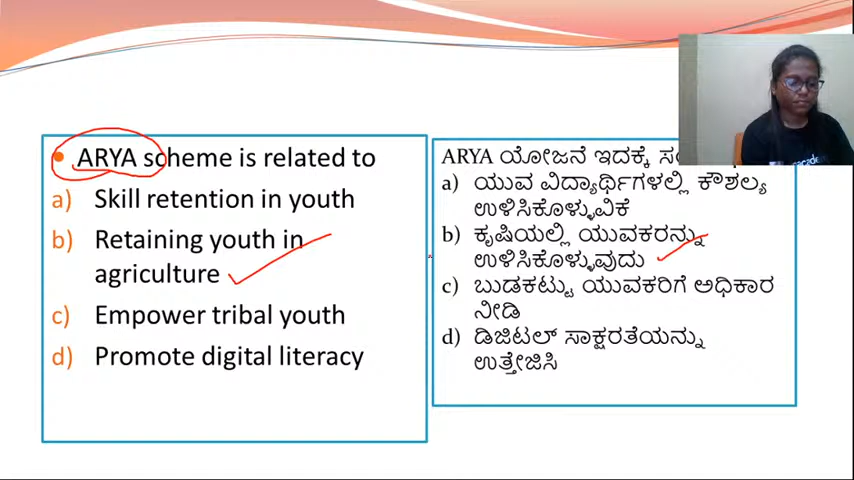 • ARYA scheme is related to
a) Skill retention in youth
b) Retaining youth in
agriculture
c) Empower tribal youth
d) Promote digital literacy
ARYA ಯೋಜನೆ ಇದಕ್ಕೆ
a) ಯುವ ವಿದ್ಯಾರ್ಥಿಗಳಲ್ಲಿ ಕೌಶಲ್ಯ
ಉಳಿಸಿಕೊಳ್ಳುವಿಕೆ
b) ಕೃಷಿಯಲ್ಲಿ ಯುವಕರನ್ನು
ಉಳಿಸಿಕೊಳ್ಳುವುದು
c) ಬುಡಕಟ್ಟು ಯುವಕರಿಗೆ ಅಧಿಕಾರ
ನೀಡಿ
d) ಡಿಜಿಟಲ್ ಸಾಕ್ಷರತೆಯನ್ನು
ಉತ್ತೇಜಿಸಿ